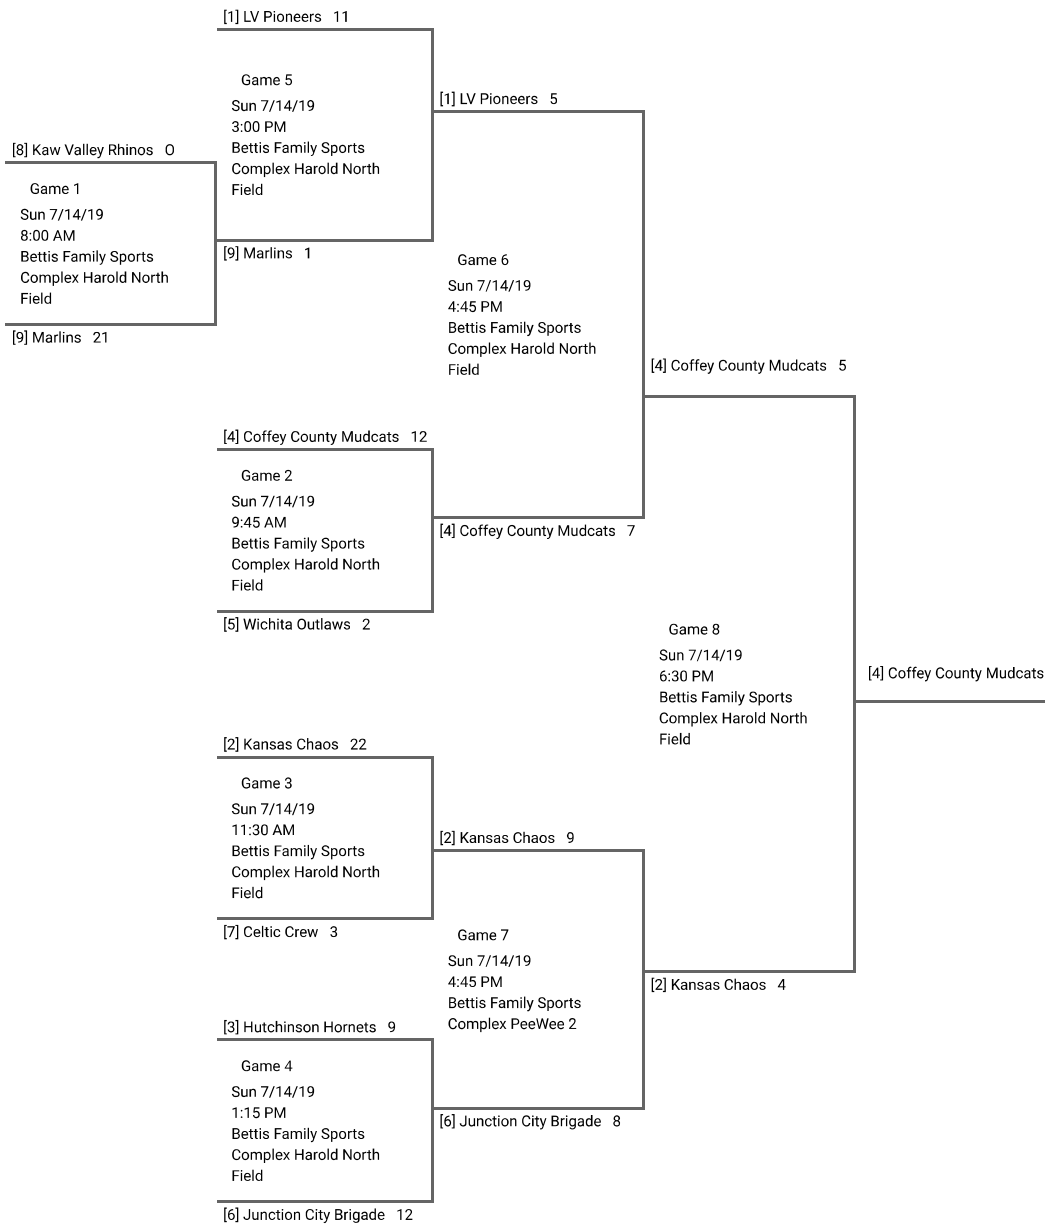 [1] LV Pioneers 11
Game 5
Sun 7/14/19
3:00 PM
Bettis Family Sports
Complex Harold North
Field
[9] Marlins 1
[8] Kaw Valley Rhinos 0
Game 1
Sun 7/14/19
8:00 AM
Bettis Family Sports
Complex Harold North
Field
[9] Marlins 21
[1] LV Pioneers 5
Game 6
Sun 7/14/19
4:45 PM
Bettis Family Sports
Complex Harold North
Field
[4] Coffey County Mudcats 7
[4] Coffey County Mudcats 12
Game 2
Sun 7/14/19
9:45 AM
Bettis Family Sports
Complex Harold North
Field
[5] Wichita Outlaws 2
[4] Coffey County Mudcats 5
Game 8
Sun 7/14/19
6:30 PM
Bettis Family Sports
Complex Harold North
Field
[2] Kansas Chaos 4
[4] Coffey County Mudcats
[2] Kansas Chaos 22
Game 3
Sun 7/14/19
11:30 AM
Bettis Family Sports
Complex Harold North
Field
[7] Celtic Crew 3
[2] Kansas Chaos 9
Game 7
Sun 7/14/19
4:45 PM
Bettis Family Sports
Complex PeeWee 2
[6] Junction City Brigade 8
[3] Hutchinson Hornets 9
Game 4
Sun 7/14/19
1:15 PM
Bettis Family Sports
Complex Harold North
Field
[6] Junction City Brigade 12